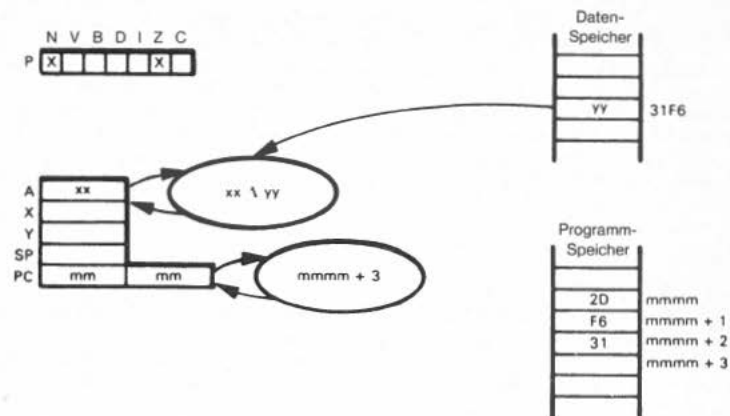 N V B D I Z C
P X X
Daten-
Speicher
yy 31F6
A xx
X
Y
SP
PC mm mm
xx yy
mmmm + 3
Programm-
Speicher
2D mmmm
F6 mmmm + 1
31 mmmm + 2
mmmm + 3